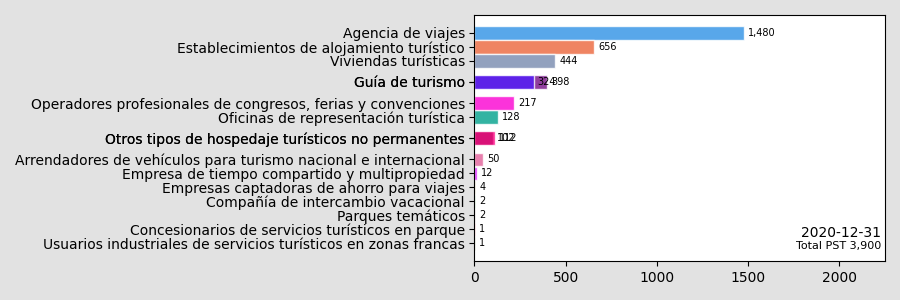 Agencia de viajes 1,480
Establecimientos de alojamiento turístico 656
Viviendas turísticas 444
Guía de turismo 398
Operadores profesionales de congresos, ferias y convenciones 217
Oficinas de representación turística 128
Otros tipos de hospedaje turísticos no permanentes
Arrendadores de vehículos para turismo nacional e internacional 50
Empresa de tiempo compartido y multipropiedad 12
Empresas captadoras de ahorro para viajes 4
Compañía de intercambio vacacional 2
Parques temáticos 2
Concesionarios de servicios turísticos en parque 1
Usuarios industriales de servicios turísticos en zonas francas 1
2020-12-31
Total PST 3,900
0 500 1000 1500 2000